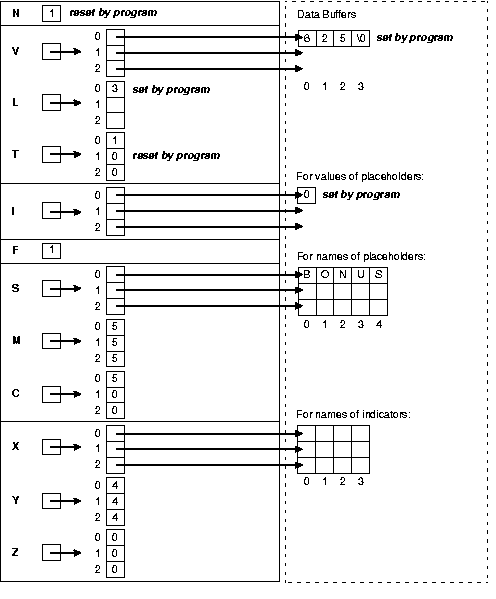 N 1 reset by program
Data Buffers
V
0
1
2
6 2 5 \0 set by program
0 1 2 3
L
0 3 set by program
1
2
T
0 1
1 0 reset by program
2 0
For values of placeholders:
I
0
1
2
0 set by program
F 1
For names of placeholders:
S
0
1
2
B O N U S
0 1 2 3 4
M
0 5
1 5
2 5
C
0 5
1 0
2 0
For names of indicators:
X
0
1
2
0 1 2 3
Y
0 4
1 4
2 4
Z
0 0
1 0
2 0